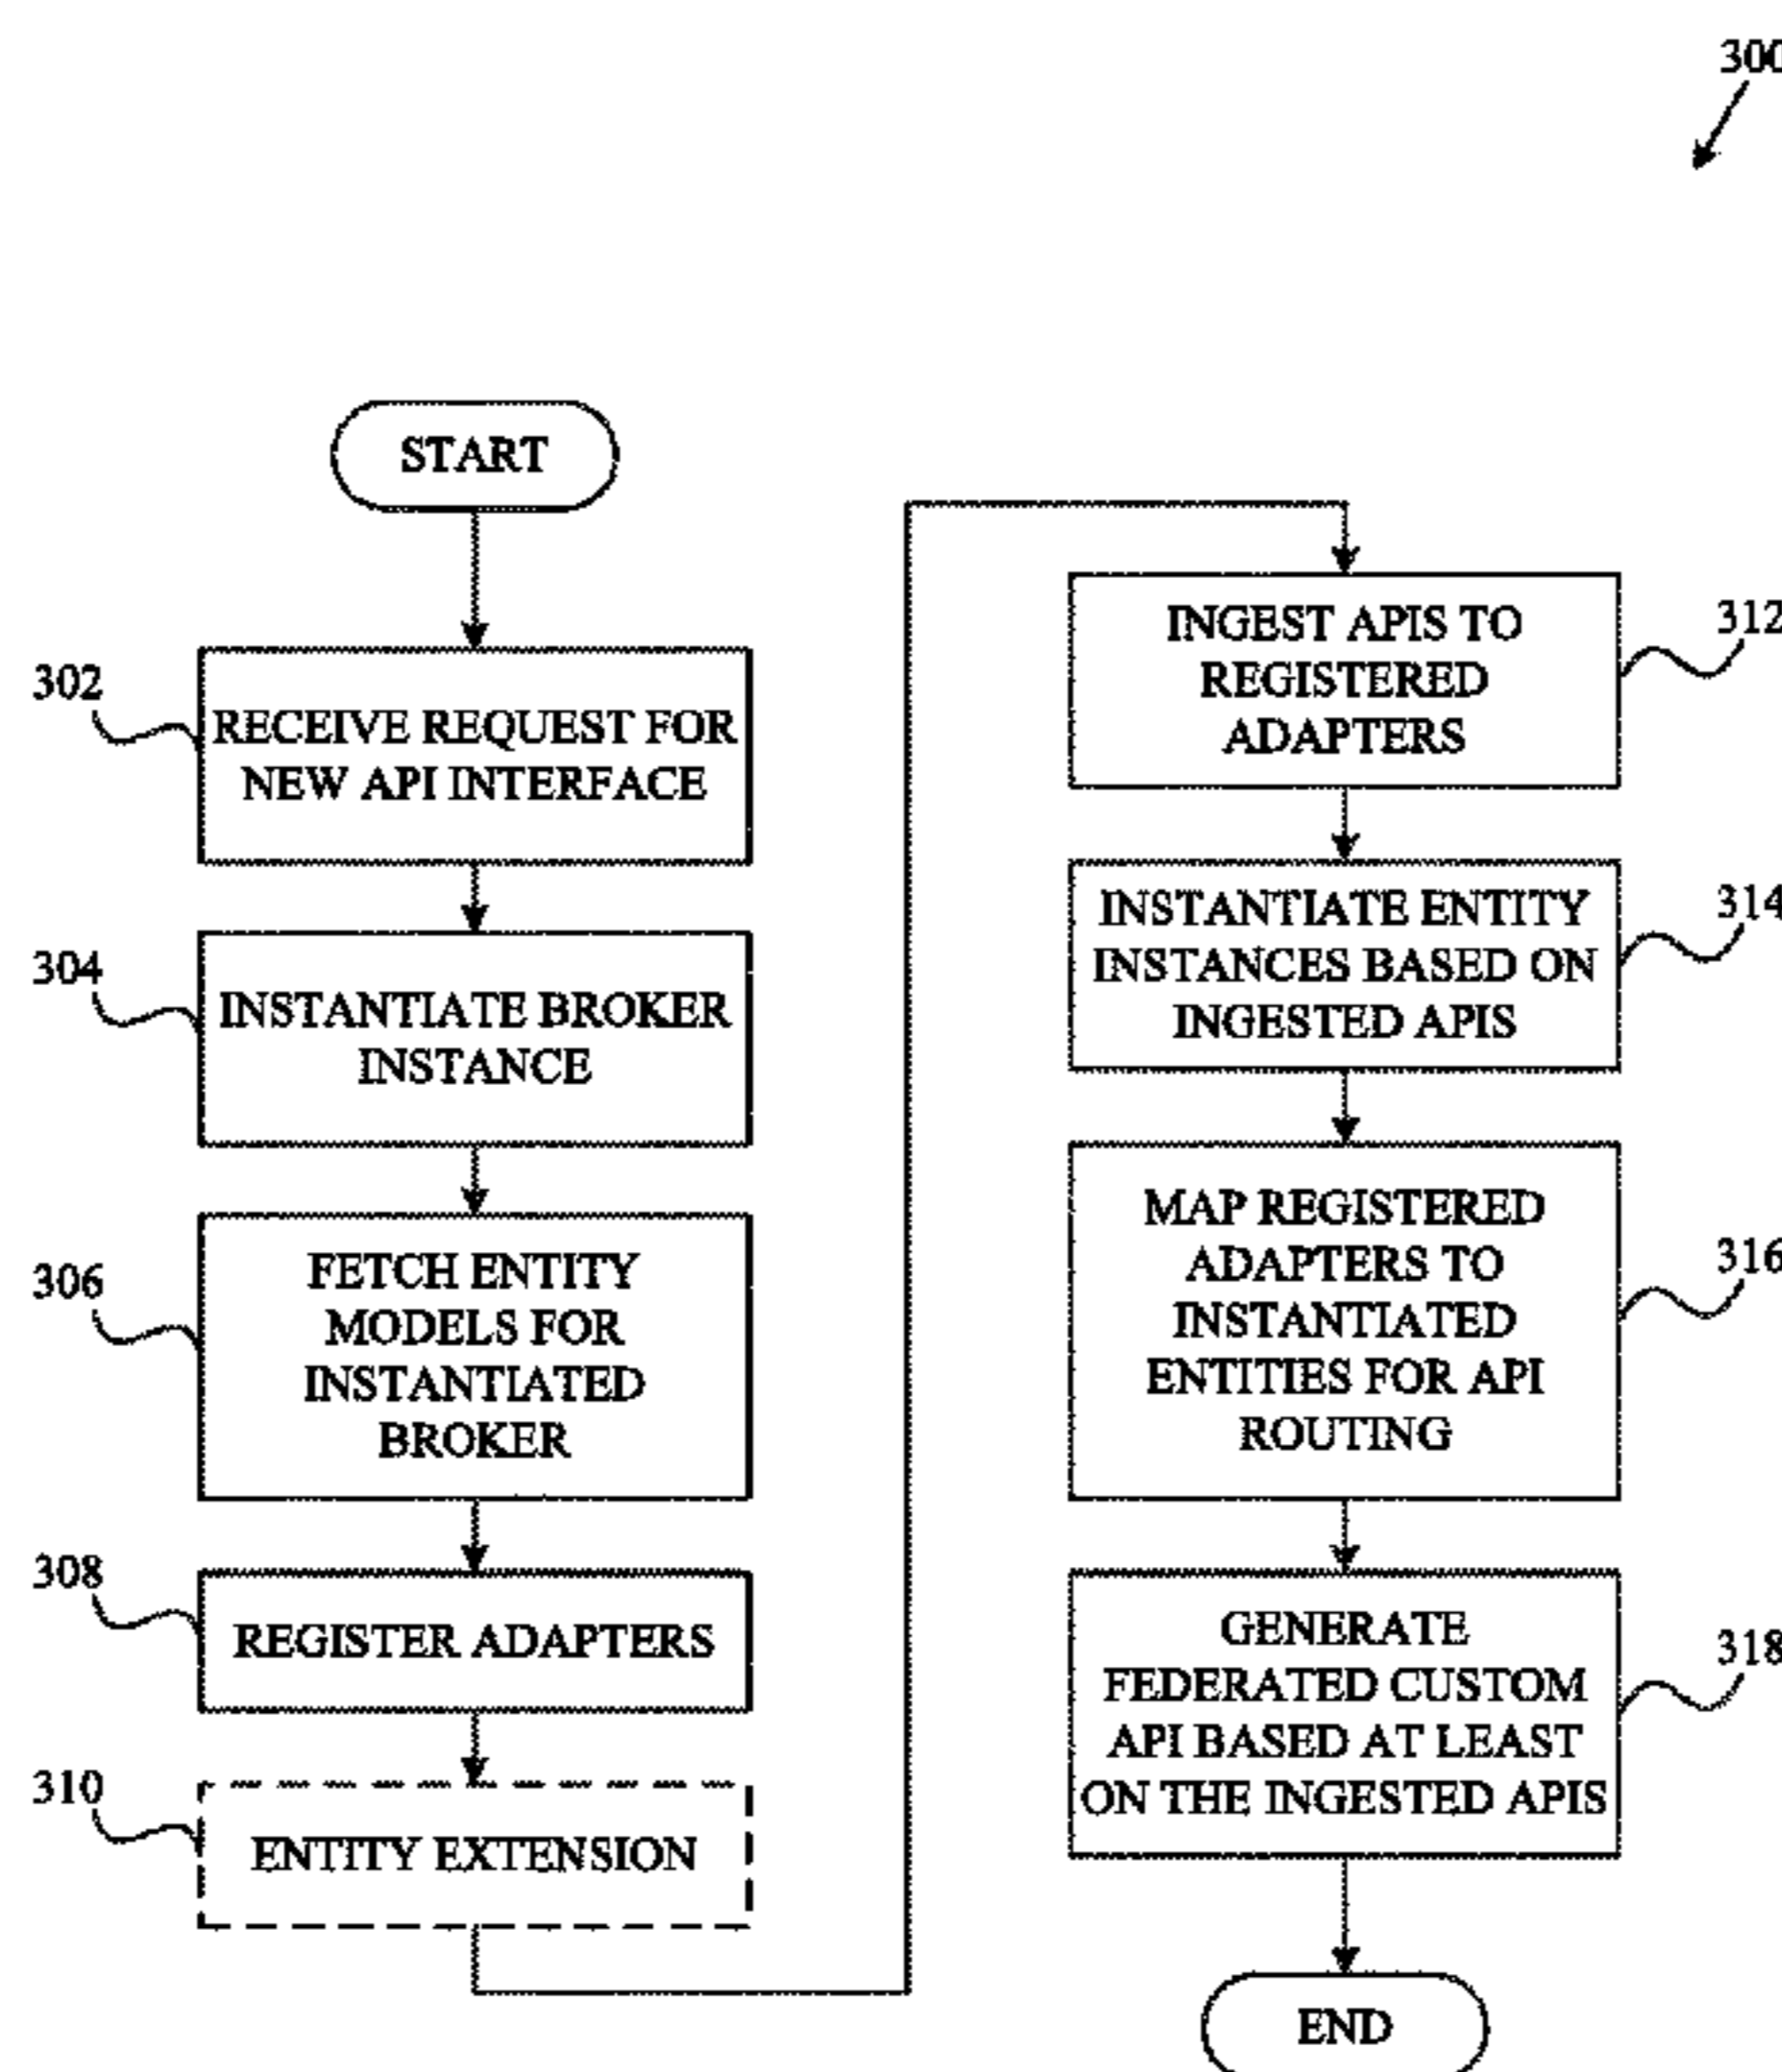 300
START
302
RECEIVE REQUEST FOR
NEW API INTERFACE
304
INSTANTIATE BROKER
INSTANCE
306
FETCH ENTITY
MODELS FOR
INSTANTIATED
BROKER
308
REGISTER ADAPTERS
310
ENTITY EXTENSION
312
INGEST APIS TO
REGISTERED
ADAPTERS
314
INSTANTIATE ENTITY
INSTANCES BASED ON
INGESTED APIS
316
MAP REGISTERED
ADAPTERS TO
INSTANTIATED
ENTITIES FOR API
ROUTING
318
GENERATE
FEDERATED CUSTOM
API BASED AT LEAST
ON THE INGESTED APIS
END